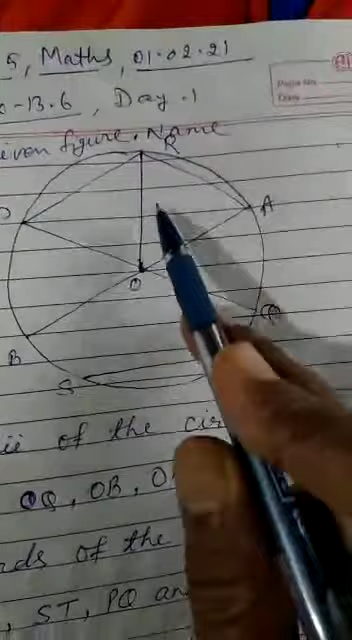 5, Maths, 01.02.21
-13.6, Day.1
given figure. Name
R
A
O
Q
B
S
ii of the cir
OQ, OB, O
rds of the
, ST, PQ an